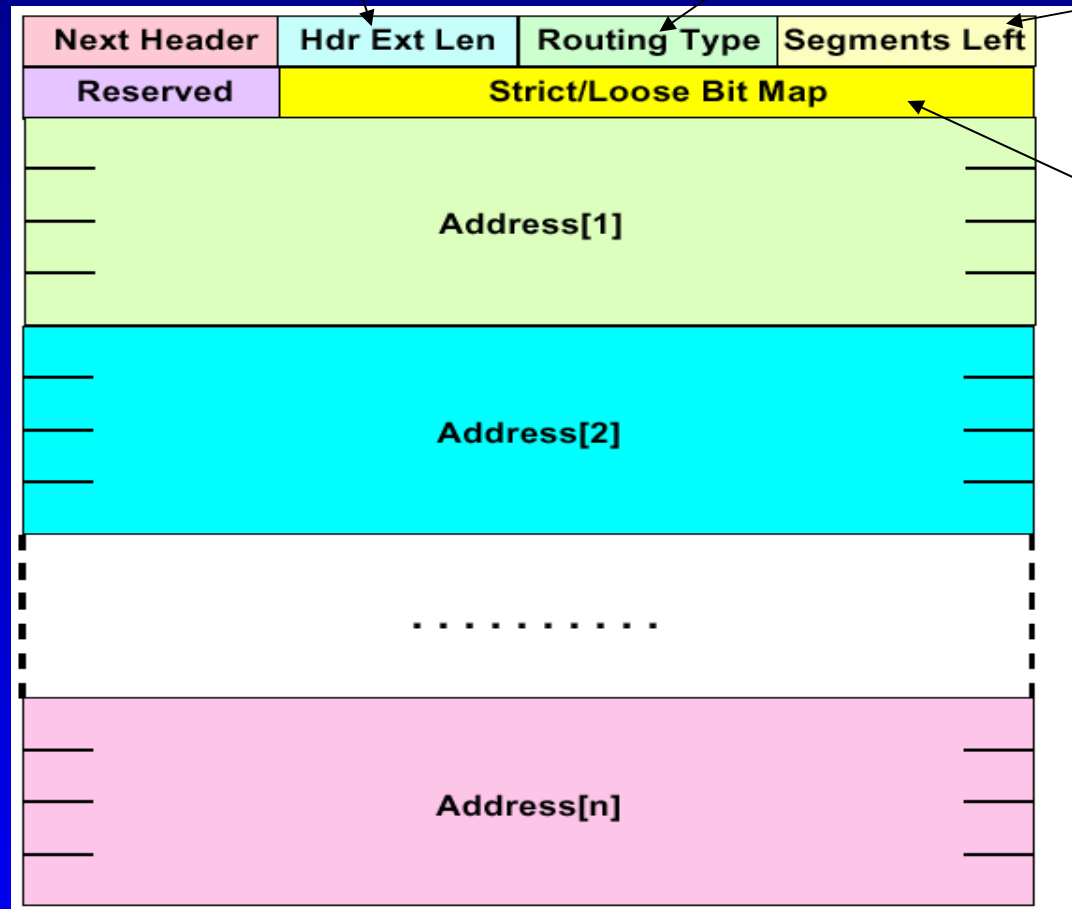 Next Header Hdr Ext Len Routing Type Segments Left
Reserved Strict/Loose Bit Map
Address[1]
Address[2]
. . . . . . . . . .
Address[n]